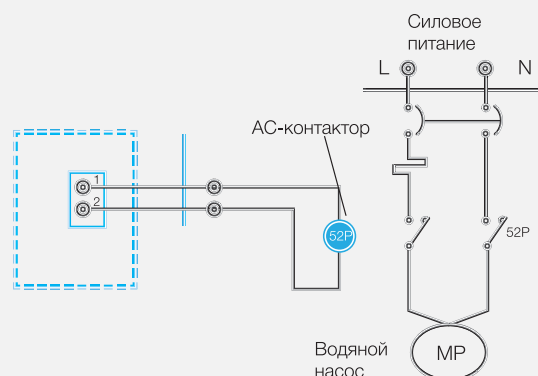 Силовое
питание
L
N
АС-контактор
1
2
52P
52P
Водяной
насос
MP